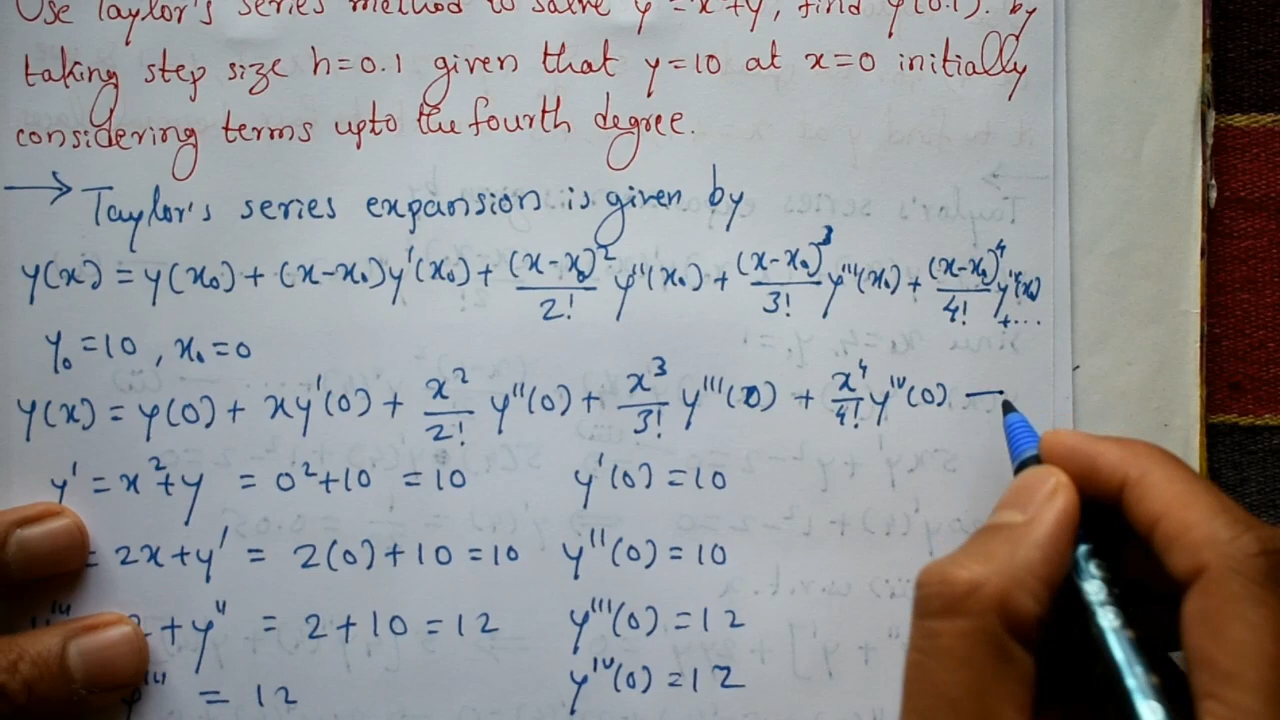 Use Taylor's series method to solve y' = x² + y, find y(0.1). by
taking step size h=0.1 given that y=10 at x=0 initially
considering terms upto the fourth degree.
→ Taylor's series expansion is given by
y(x) = y(x₀) + (x-x₀)y'(x₀) + (x-x₀)²/2! y''(x₀) + (x-x₀)³/3! y'''(x₀) + (x-x₀)⁴/4! y^{iv}(x₀) + ...
y₀ = 10, x₀ = 0
y(x) = y(0) + xy'(0) + x²/2! y''(0) + x³/3! y'''(0) + x⁴/4! y^{iv}(0) —
y' = x² + y = 0² + 10 = 10 y'(0) = 10
= 2x + y' = 2(0) + 10 = 10 y''(0) = 10
+ y'' = 2 + 10 = 12 y'''(0) = 12
= 12 y^{iv}(0) = 12